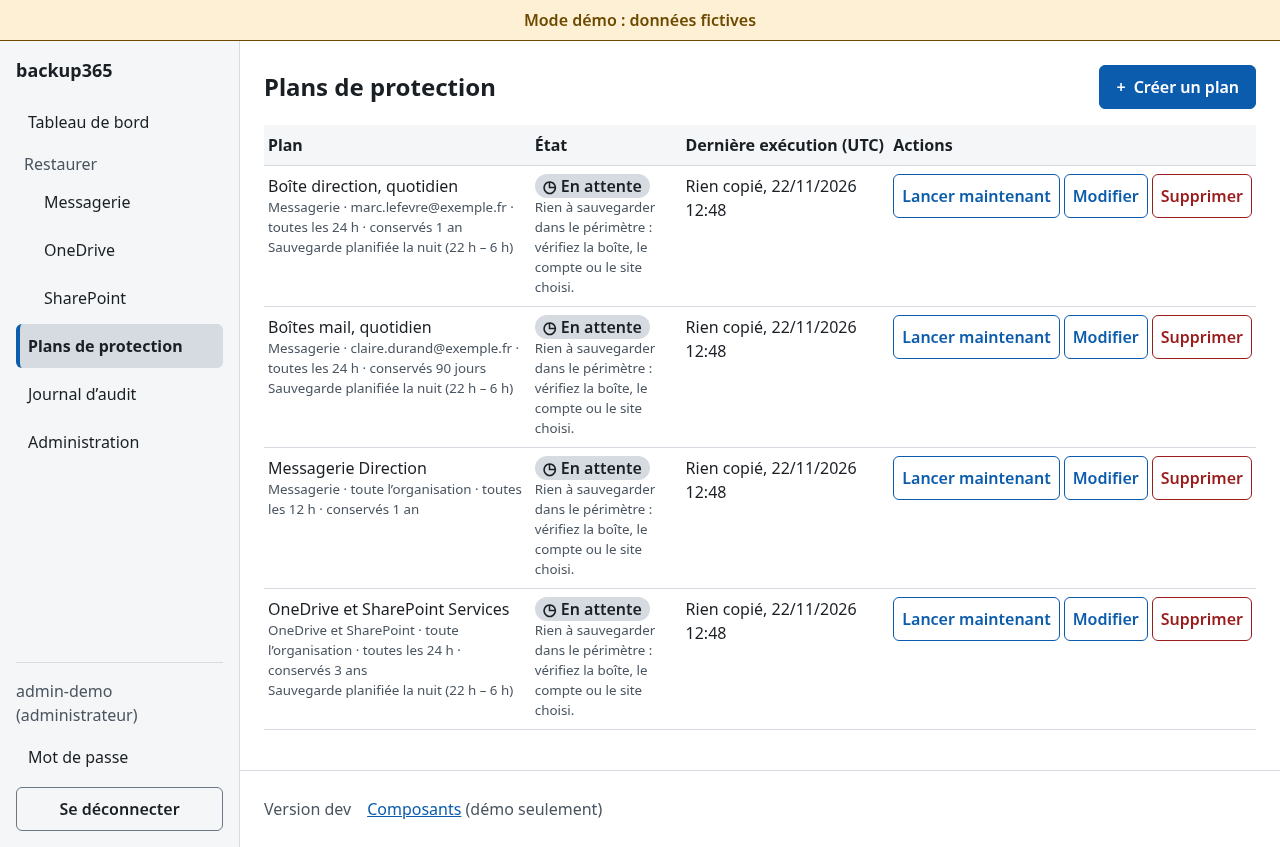 Mode démo : données fictives
backup365
Tableau de bord
Restaurer
Messagerie
OneDrive
SharePoint
Plans de protection
Journal d’audit
Administration
admin-demo
(administrateur)
Mot de passe
Se déconnecter
Plans de protection
+ Créer un plan
Plan État Dernière exécution (UTC) Actions
Boîte direction, quotidien
Messagerie · marc.lefevre@exemple.fr ·
toutes les 24 h · conservés 1 an
Sauvegarde planifiée la nuit (22 h – 6 h)
En attente
Rien à sauvegarder
dans le périmètre :
vérifiez la boîte, le
compte ou le site
choisi.
Rien copié, 22/11/2026
12:48
Lancer maintenant Modifier Supprimer
Boîtes mail, quotidien
Messagerie · claire.durand@exemple.fr ·
toutes les 24 h · conservés 90 jours
Sauvegarde planifiée la nuit (22 h – 6 h)
En attente
Rien à sauvegarder
dans le périmètre :
vérifiez la boîte, le
compte ou le site
choisi.
Rien copié, 22/11/2026
12:48
Lancer maintenant Modifier Supprimer
Messagerie Direction
Messagerie · toute l’organisation · toutes
les 12 h · conservés 1 an
En attente
Rien à sauvegarder
dans le périmètre :
vérifiez la boîte, le
compte ou le site
choisi.
Rien copié, 22/11/2026
12:48
Lancer maintenant Modifier Supprimer
OneDrive et SharePoint Services
OneDrive et SharePoint · toute
l’organisation · toutes les 24 h ·
conservés 3 ans
Sauvegarde planifiée la nuit (22 h – 6 h)
En attente
Rien à sauvegarder
dans le périmètre :
vérifiez la boîte, le
compte ou le site
choisi.
Rien copié, 22/11/2026
12:48
Lancer maintenant Modifier Supprimer
Version dev Composants (démo seulement)